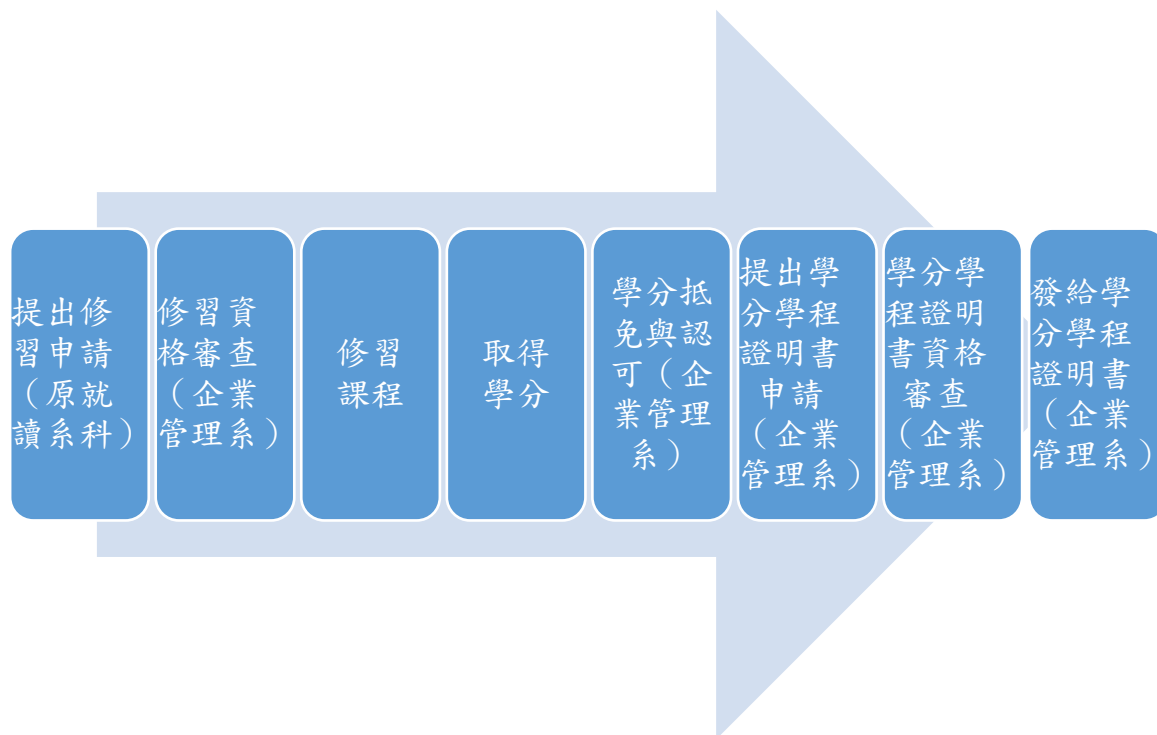 提出修
習申請
（原就
讀系科）
修習資
格審查
（企業
管理系）
修習
課程
取得
學分
學分抵
免與認
可（企
業管理
系）
提出學
分學程
證明書
申請
（企業
管理系）
學分學
程證明
書資格
審查
（企業
管理系）
發給學
分學程
證明書
（企業
管理系）